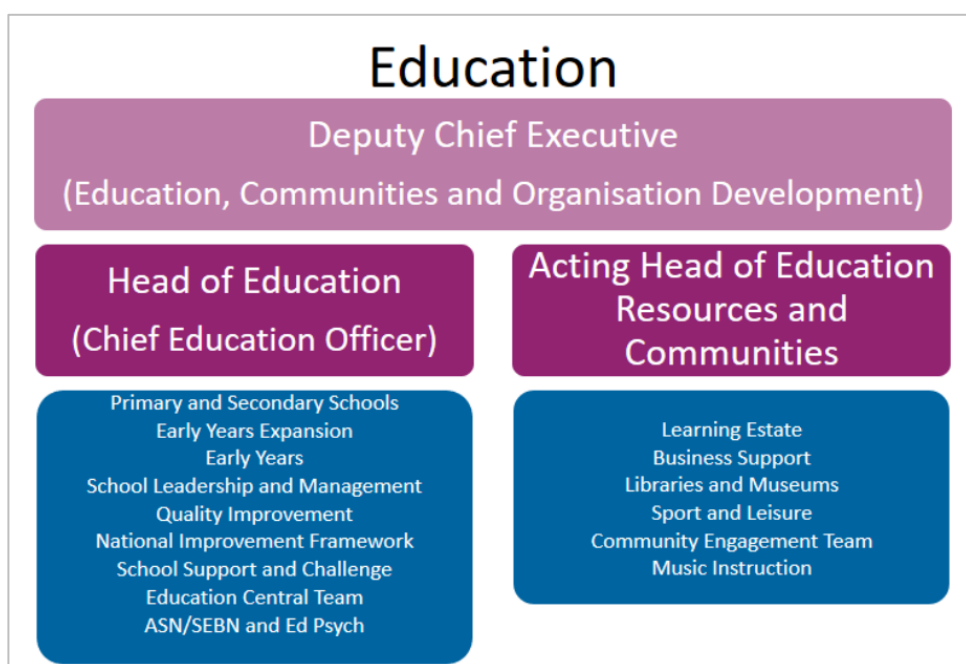 Education
Deputy Chief Executive
(Education, Communities and Organisation Development)
Head of Education
(Chief Education Officer)
Acting Head of Education
Resources and
Communities
Primary and Secondary Schools
Early Years Expansion
Early Years
School Leadership and Management
Quality Improvement
National Improvement Framework
School Support and Challenge
Education Central Team
ASN/SEBN and Ed Psych
Learning Estate
Business Support
Libraries and Museums
Sport and Leisure
Community Engagement Team
Music Instruction